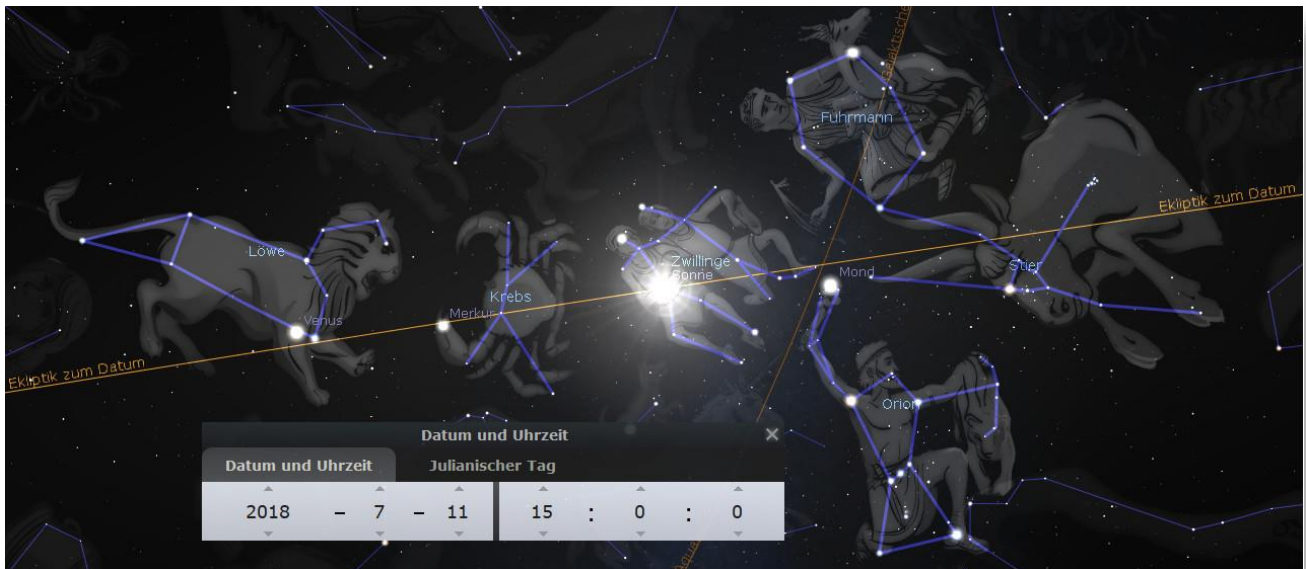 Galaktische
Fuhrmann
Ekliptik zum Datum
Löwe
Zwillinge
Sonne
Mond
Stier
Krebs
Merkur
Venus
Ekliptik zum Datum
Orion
Datum und Uhrzeit ×
Datum und Uhrzeit Julianischer Tag
2018 – 7 – 11 15 : 0 : 0